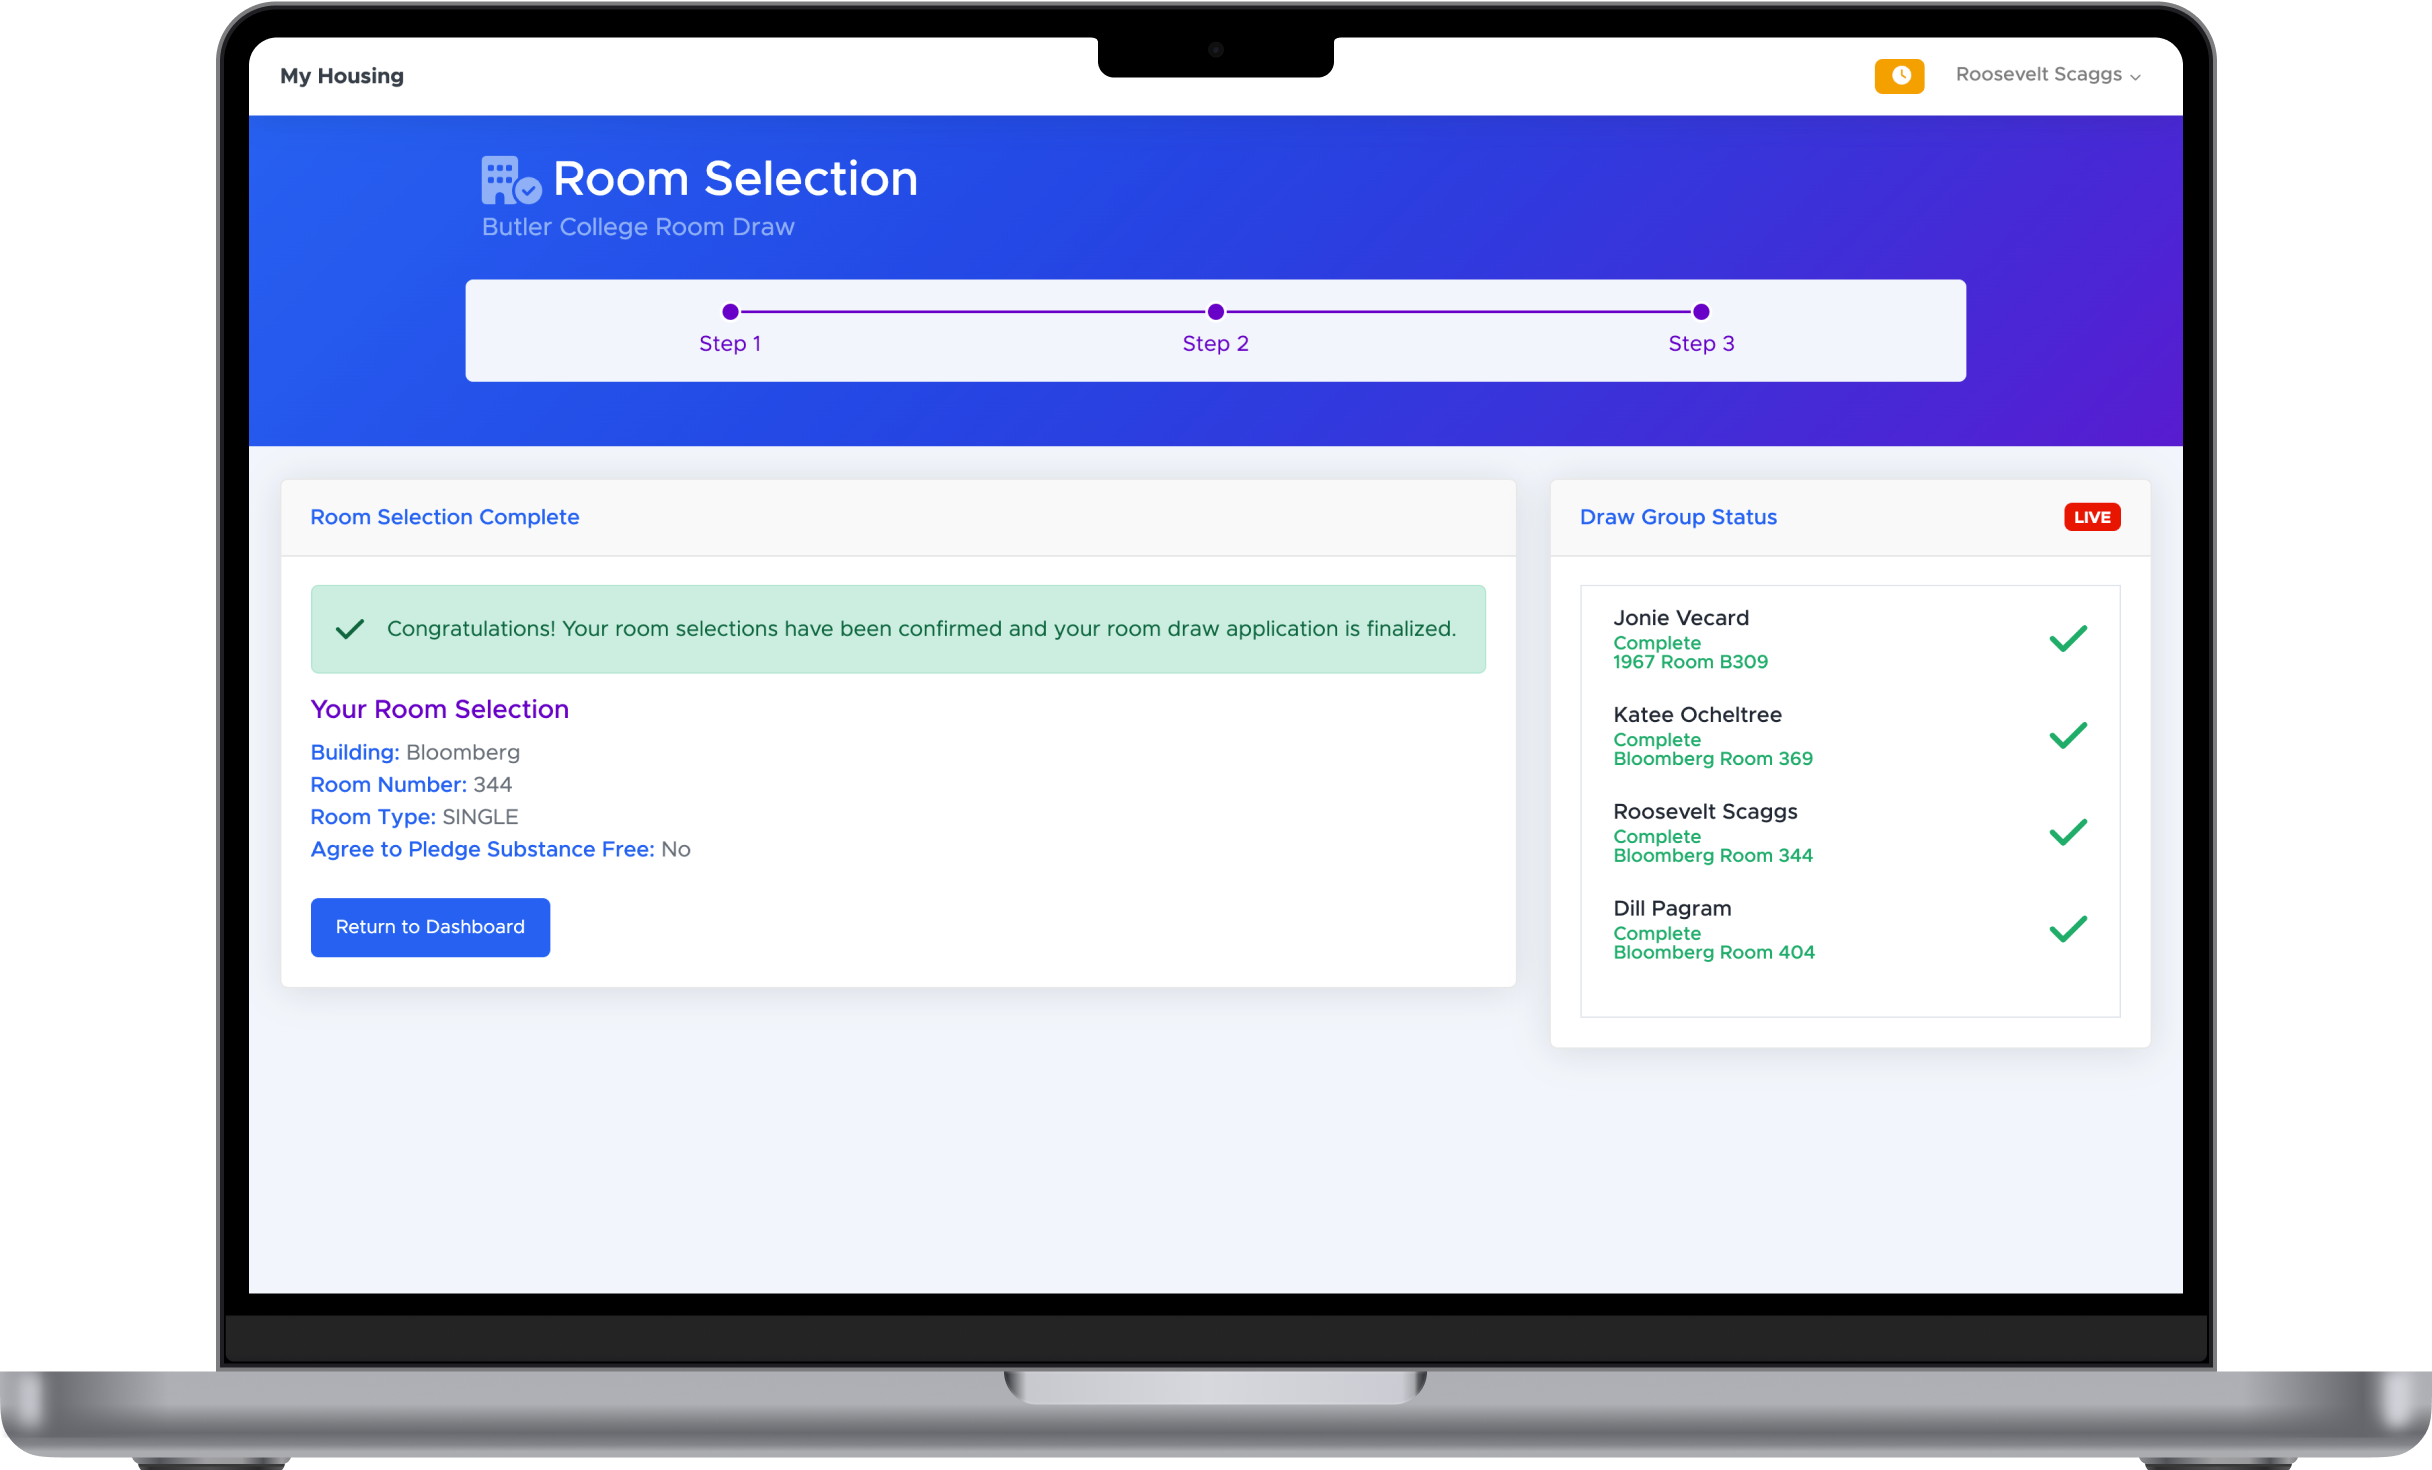 My Housing
Roosevelt Scaggs
Room Selection
Butler College Room Draw
Step 1
Step 2
Step 3
Room Selection Complete
Congratulations! Your room selections have been confirmed and your room draw application is finalized.
Your Room Selection
Building: Bloomberg
Room Number: 344
Room Type: SINGLE
Agree to Pledge Substance Free: No
Return to Dashboard
Draw Group Status
LIVE
Jonie Vecard
Complete
1967 Room B309
Katee Ocheltree
Complete
Bloomberg Room 369
Roosevelt Scaggs
Complete
Bloomberg Room 344
Dill Pagram
Complete
Bloomberg Room 404